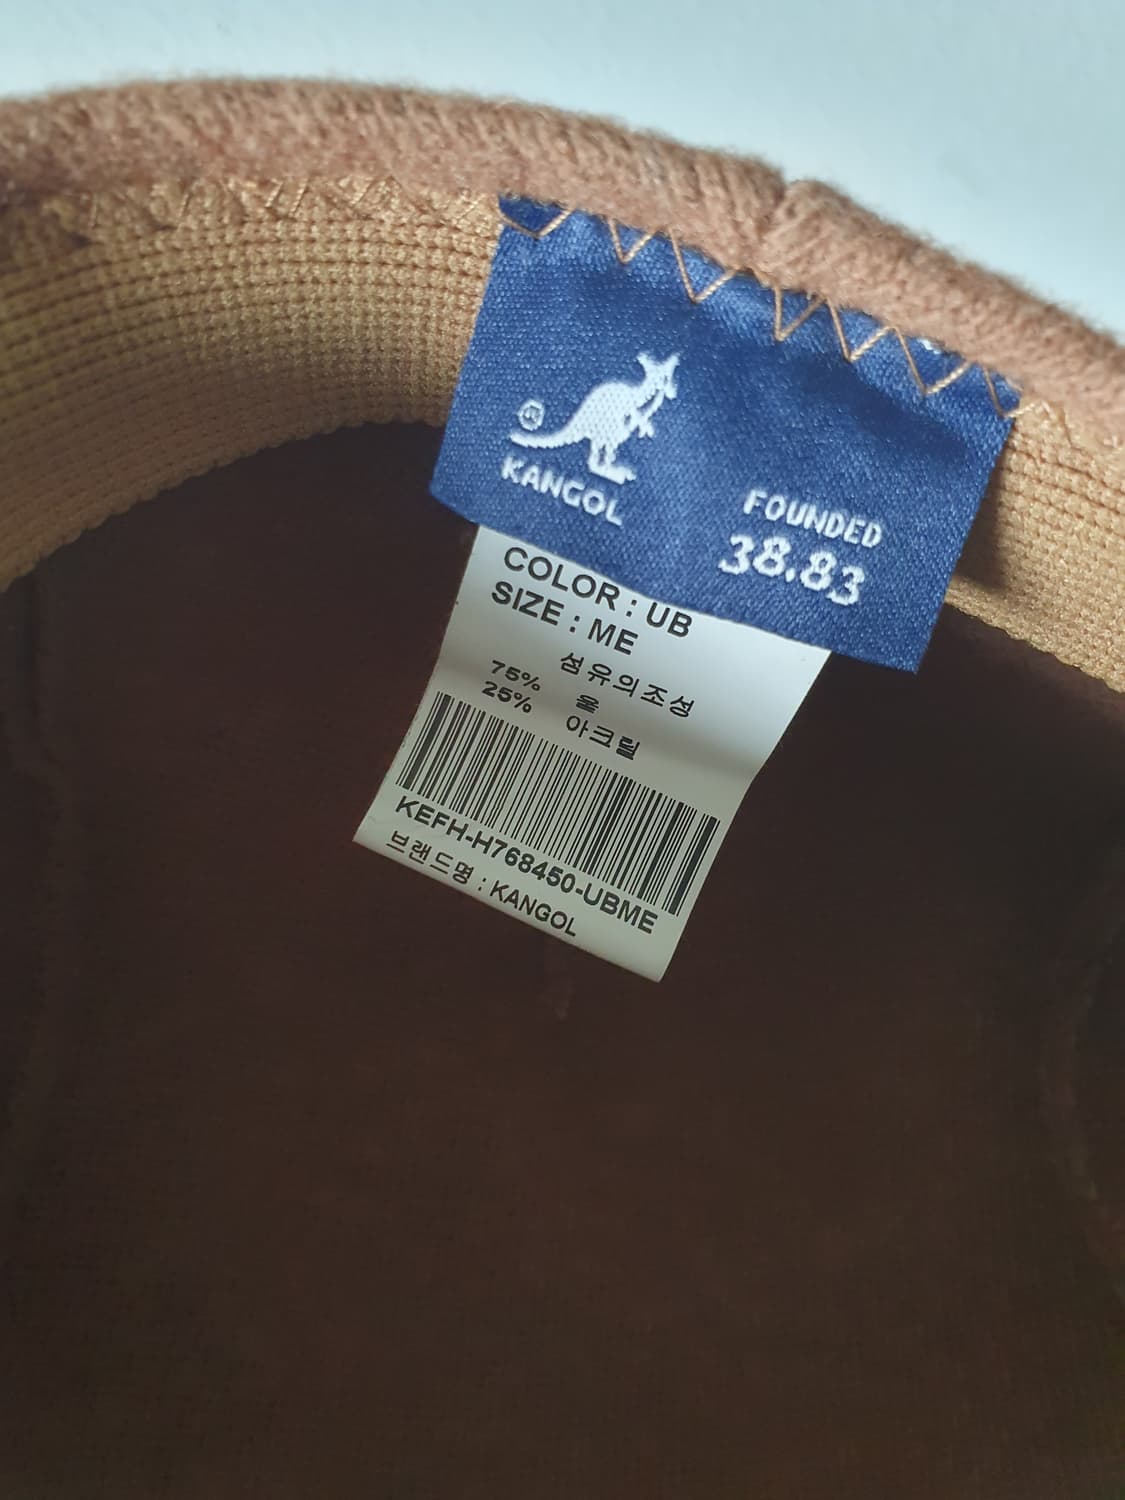 ®
KANGOL
FOUNDED
38.83
COLOR : UB
SIZE : ME
섬유의조성
75% 울
25% 아크릴
KEFH-H768450-UBME
브랜드명 : KANGOL